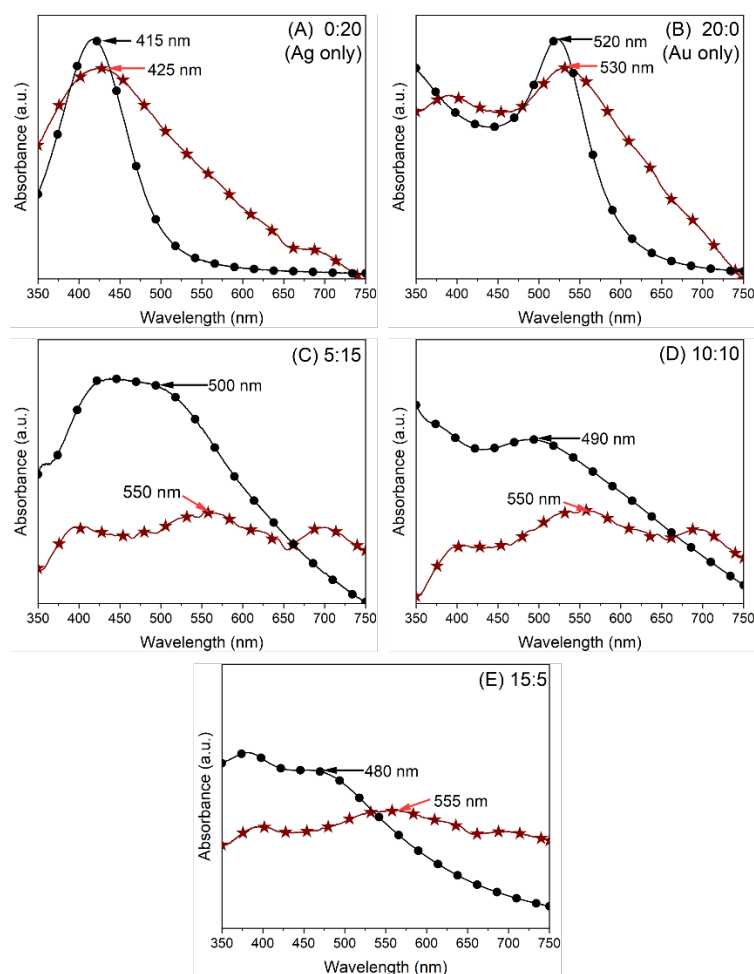 (A) 0:20
(Ag only)
415 nm
425 nm
Absorbance (a.u.)
350 400 450 500 550 600 650 700 750
Wavelength (nm)
(B) 20:0
(Au only)
520 nm
530 nm
Absorbance (a.u.)
350 400 450 500 550 600 650 700 750
Wavelength (nm)
(C) 5:15
500 nm
550 nm
Absorbance (a.u.)
350 400 450 500 550 600 650 700 750
Wavelength (nm)
(D) 10:10
490 nm
550 nm
Absorbance (a.u.)
350 400 450 500 550 600 650 700 750
Wavelength (nm)
(E) 15:5
480 nm
555 nm
Absorbance (a.u.)
350 400 450 500 550 600 650 700 750
Wavelength (nm)